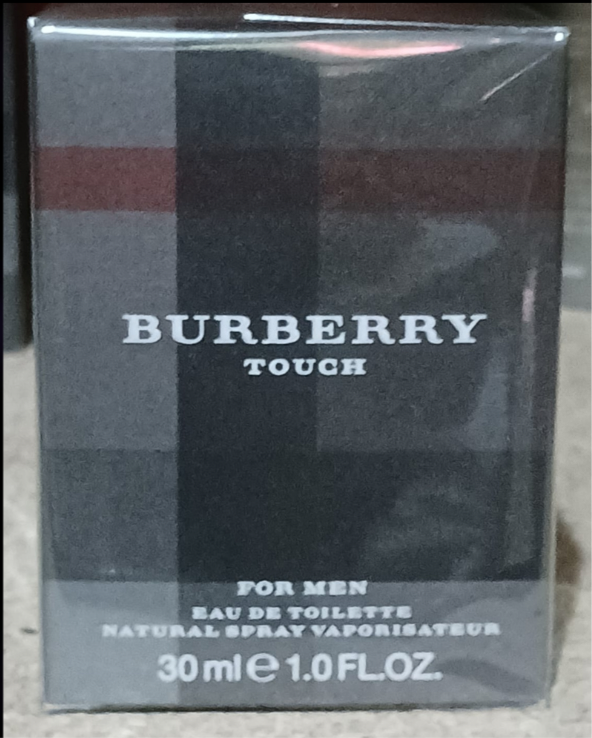 BURBERRY
TOUCH
FOR MEN
EAU DE TOILETTE
NATURAL SPRAY VAPORISATEUR
30 ml ℮ 1.0 FL.OZ.